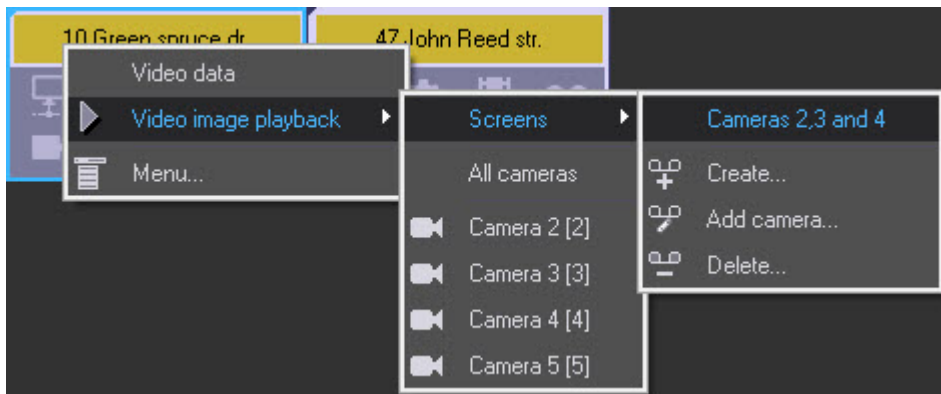 10 Green spruce dr.
47 John Reed str.
Video data
Video image playback
Menu...
Screens
All cameras
Camera 2 [2]
Camera 3 [3]
Camera 4 [4]
Camera 5 [5]
Cameras 2,3 and 4
Create...
Add camera...
Delete...